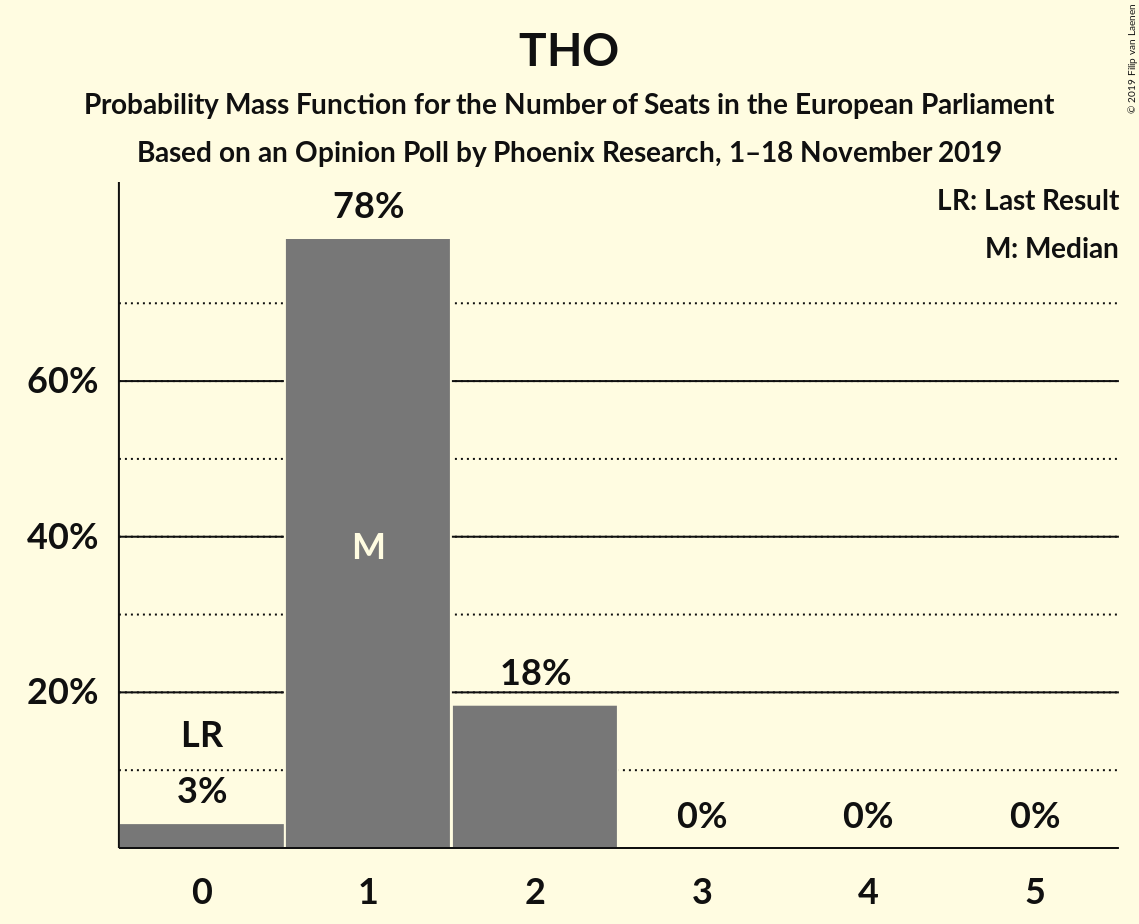 THO
Probability Mass Function for the Number of Seats in the European Parliament
Based on an Opinion Poll by Phoenix Research, 1–18 November 2019
© 2019 Filip van Laenen
LR: Last Result
M: Median
78%
60%
40%
20%
M
18%
LR
3%
0%
0%
0%
0
1
2
3
4
5